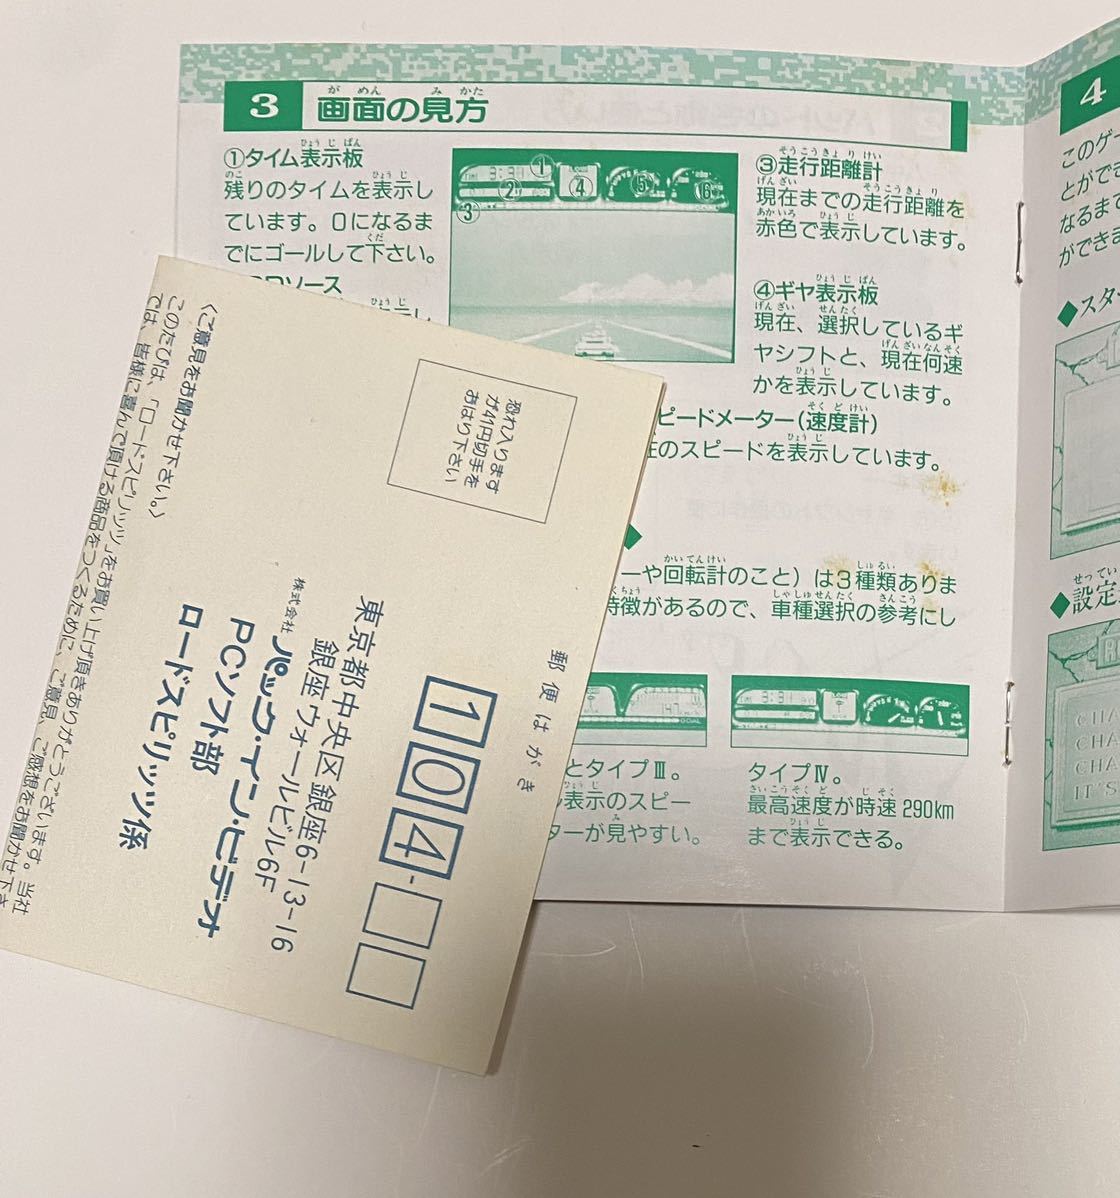 3 画面の見方
①タイム表示板
残りのタイムを表示し
ています。0になるま
でにゴールして下さい。
ロソース
③走行距離計
現在までの走行距離を
赤色で表示しています。
④ギヤ表示板
現在、選択しているギ
ヤシフトと、現在何速
かを表示しています。
ピードメーター(速度計)
在のスピードを表示しています。
ーや回転計のこと)は3種類ありま
特徴があるので、車種選択の参考にし
とタイプⅢ。
表示のスピー
ターが見やすい。
タイプⅣ。
最高速度が時速290km
まで表示できる。
4
このゲー
とができ
なるまで
ができま
◆スター
◆設定
CHA
CHA
CHA
IT'S
郵便はがき
104-
恐れ入ります
が41円切手を
おはり下さい
東京都中央区銀座6-13-16
銀座ウォールビル6F
株式会社 パック・イン・ビデオ
PCソフト部
ロードスピリッツ係
〈ご意見をお聞かせ下さい。〉
このたびは、「ロードスピリッツ」をお買い上げ頂きありがとうございます。当社
では、皆様に喜んで頂ける商品をつくるために、ご意見、ご感想をお聞かせ下さ